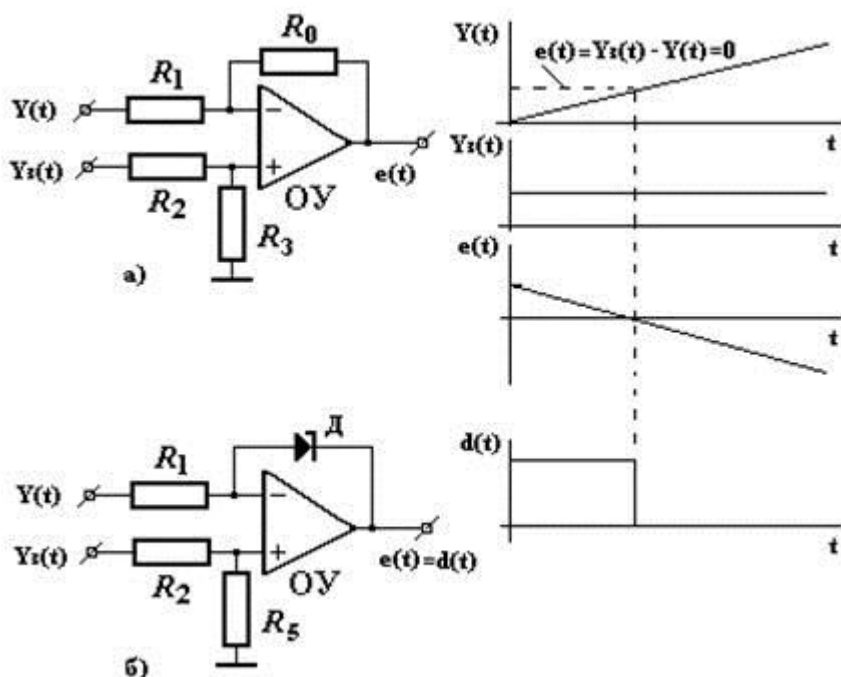 R0
R1
Y(t)
−
Yз(t)
+
e(t)
R2
ОУ
R3
а)
Y(t)
e(t)=Yз(t) - Y(t)=0
t
Yз(t)
t
e(t)
t
d(t)
t
Д
R1
Y(t)
−
Yз(t)
+
e(t)=d(t)
R2
ОУ
R5
б)